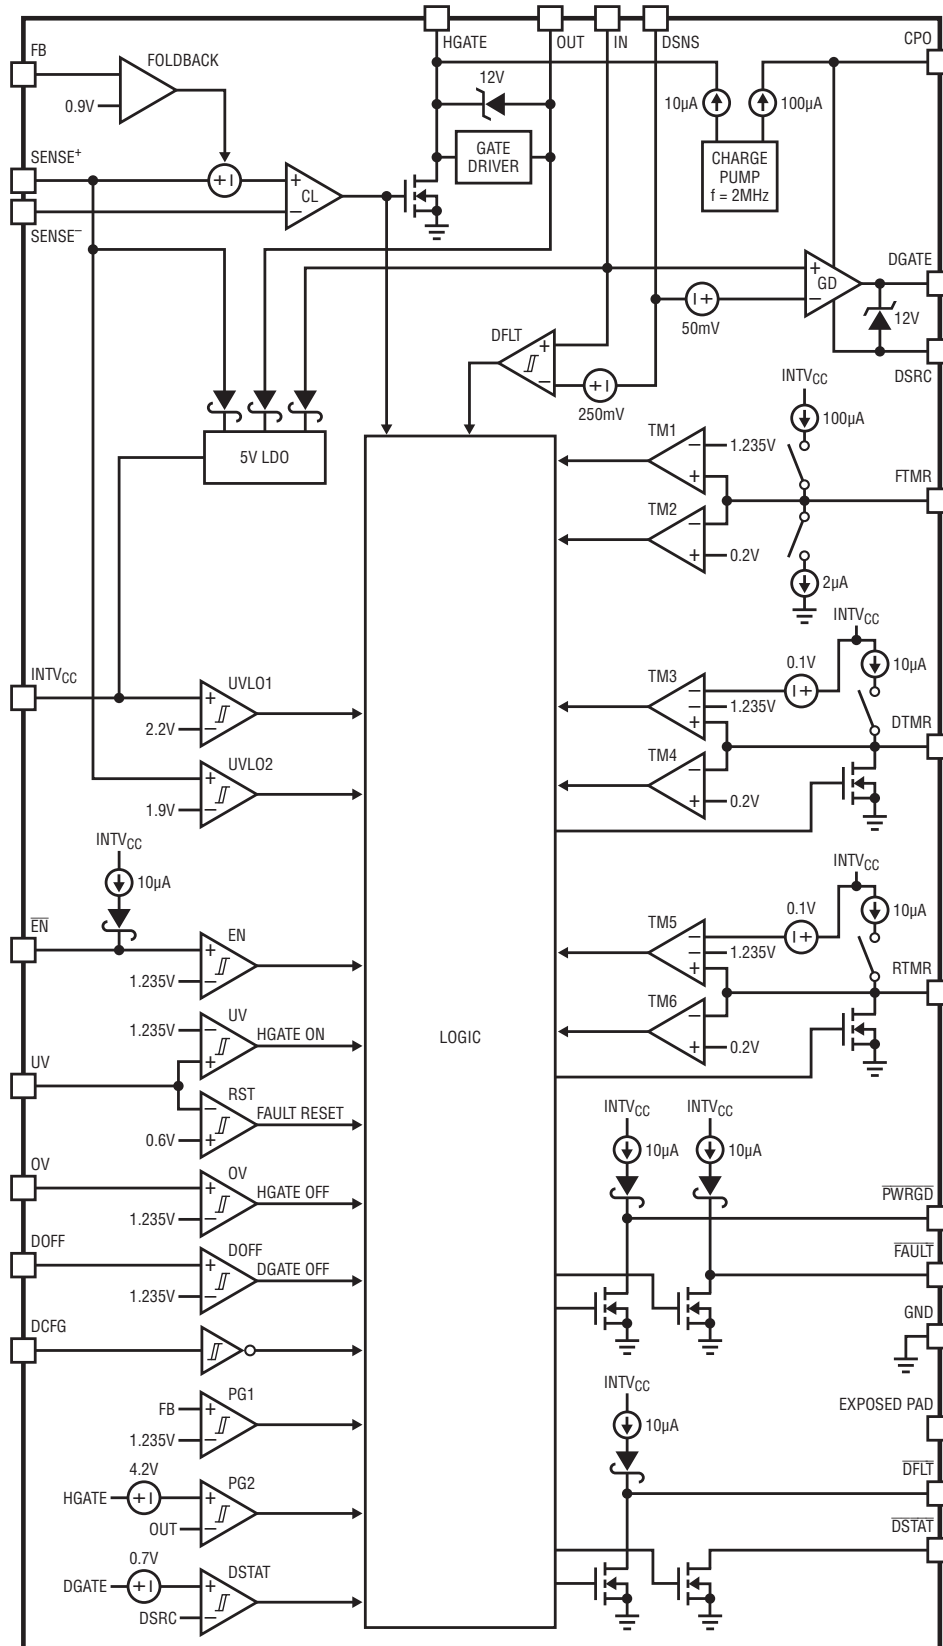 HGATE
OUT
IN
DSNS
CPO
FB
FOLDBACK
0.9V
12V
10µA
100µA
GATE
DRIVER
CHARGE
PUMP
f = 2MHz
SENSE+
+ –
+
CL
–
SENSE–
DGATE
+
GD
–
– +
50mV
12V
DSRC
DFLT
+
–
+ –
250mV
5V LDO
INTVCC
100µA
TM1
–
1.235V
+
FTMR
TM2
–
+
0.2V
2µA
INTVCC
INTVCC
0.1V
10µA
– +
TM3
–
–
1.235V
+
DTMR
UVLO1
+
2.2V
–
TM4
–
+
0.2V
UVLO2
+
1.9V
–
INTVCC
10µA
INTVCC
0.1V
10µA
– +
EN
EN
+
1.235V
–
TM5
–
–
1.235V
+
RTMR
UV
1.235V
–
+
HGATE ON
LOGIC
TM6
–
+
0.2V
UV
RST
–
FAULT RESET
0.6V
+
INTVCC
INTVCC
10µA
10µA
OV
OV
+
HGATE OFF
1.235V
–
PWRGD
DOFF
DOFF
+
DGATE OFF
1.235V
–
FAULT
DCFG
GND
INTVCC
PG1
FB
+
1.235V
–
10µA
EXPOSED PAD
4.2V
PG2
HGATE
+ –
+
OUT
–
DFLT
DSTAT
0.7V
DSTAT
DGATE
+ –
+
DSRC
–